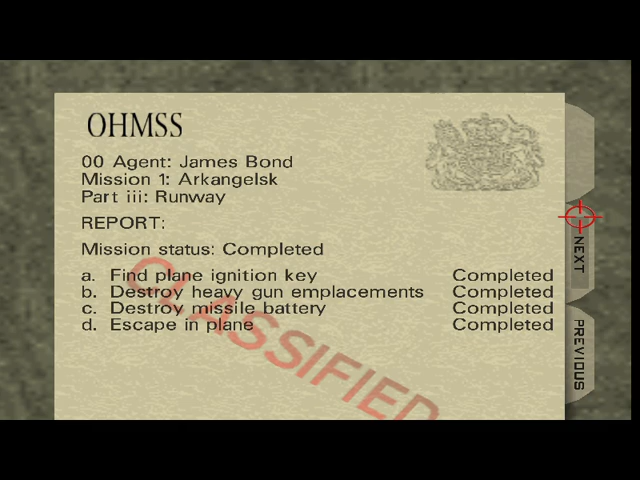 OHMSS
00 Agent: James Bond
Mission 1: Arkangelsk
Part iii: Runway
REPORT:
Mission status: Completed
a. Find plane ignition key Completed
b. Destroy heavy gun emplacements Completed
c. Destroy missile battery Completed
d. Escape in plane Completed
CLASSIFIED
NEXT
PREVIOUS